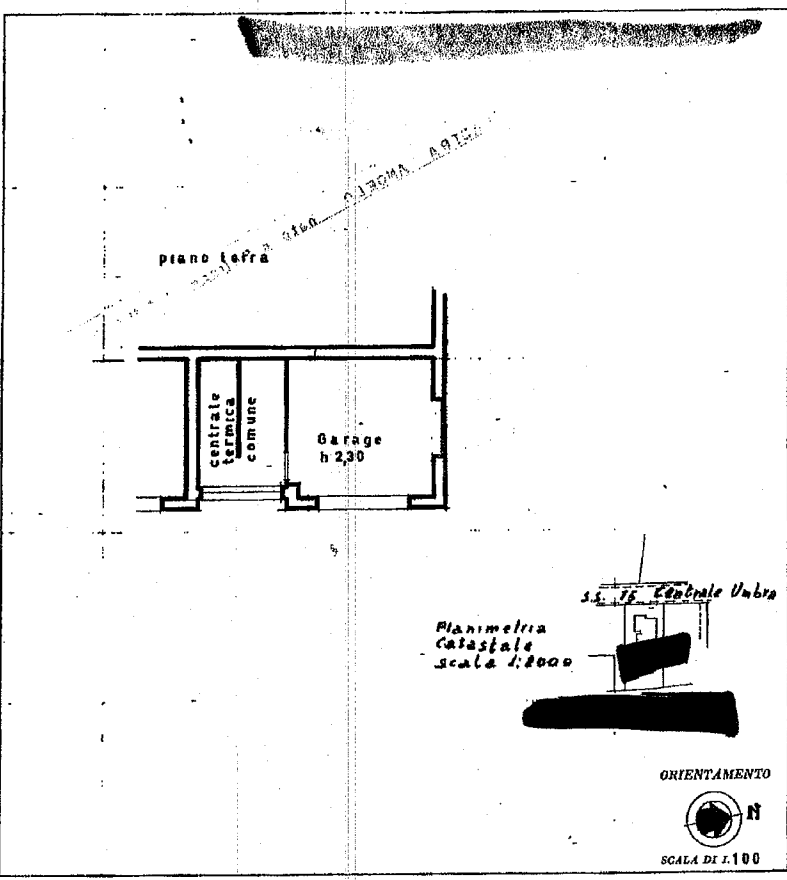 piano terra
centrale
termica
comune
Garage
h 2,30
S.S. 75 Centrale Umbra
Planimetria
Catastale
scala 1:2000
ORIENTAMENTO
N
SCALA DI 1.100